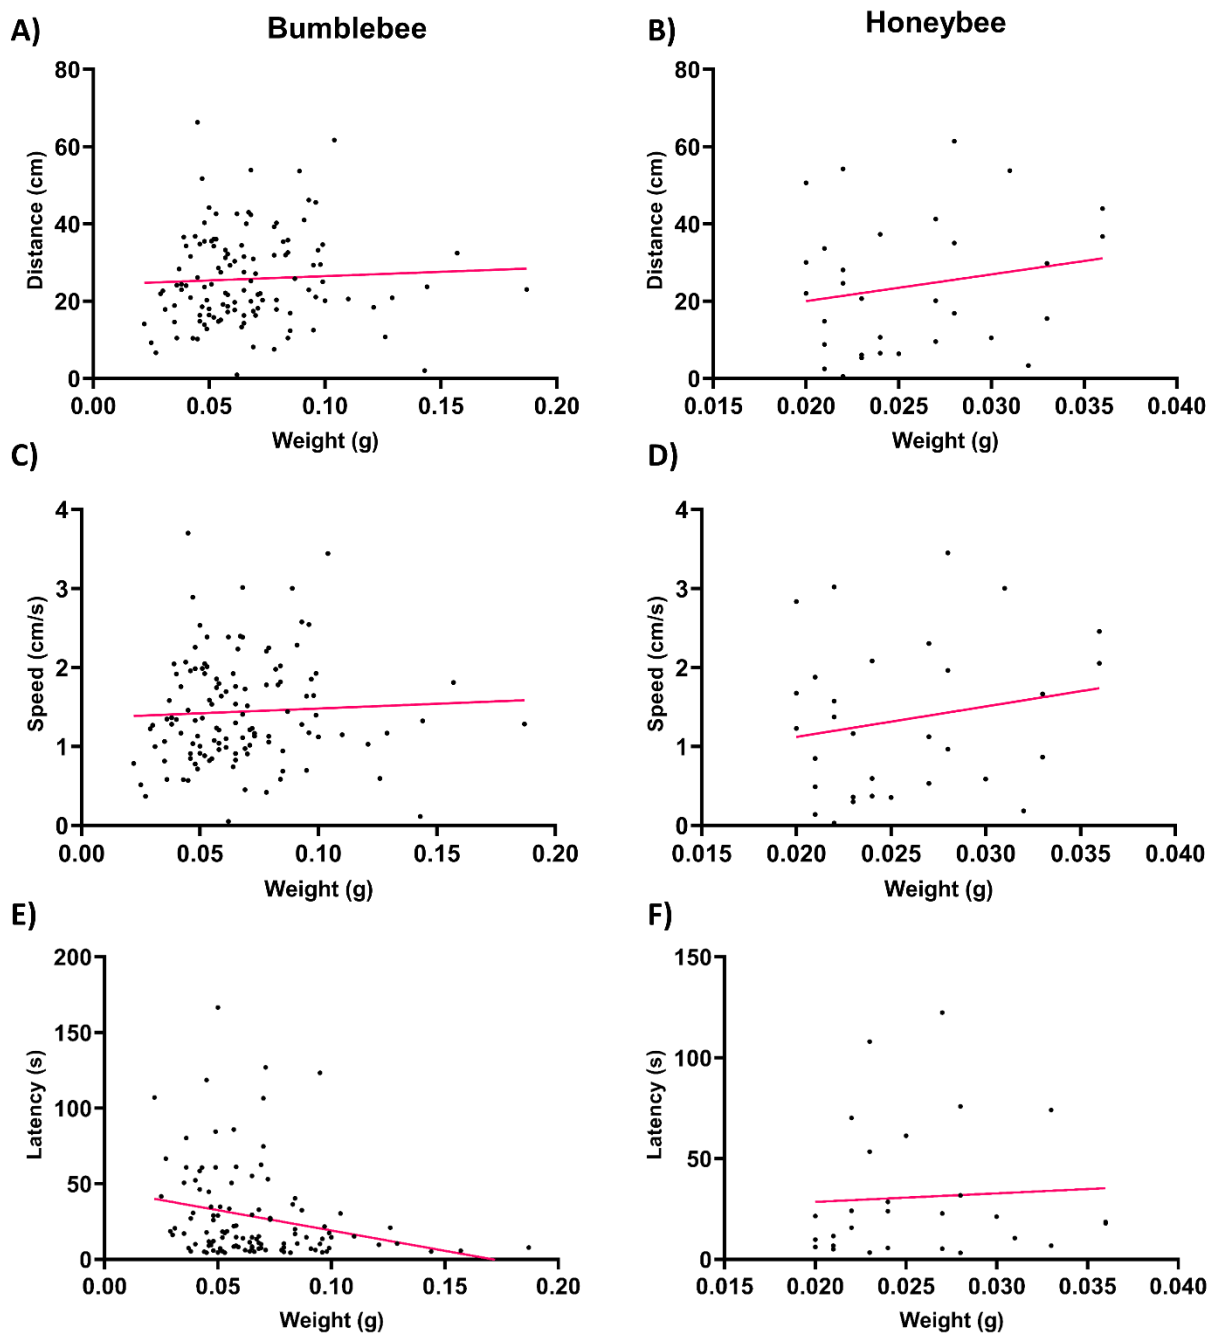 A)
Bumblebee
B)
Honeybee
80
60
40
20
0
Distance (cm)
0.00 0.05 0.10 0.15 0.20
Weight (g)
80
60
40
20
0
Distance (cm)
0.015 0.020 0.025 0.030 0.035 0.040
Weight (g)
C)
4
3
2
1
0
Speed (cm/s)
0.00 0.05 0.10 0.15 0.20
Weight (g)
D)
4
3
2
1
0
Speed (cm/s)
0.015 0.020 0.025 0.030 0.035 0.040
Weight (g)
E)
200
150
100
50
0
Latency (s)
0.00 0.05 0.10 0.15 0.20
Weight (g)
F)
150
100
50
0
Latency (s)
0.015 0.020 0.025 0.030 0.035 0.040
Weight (g)